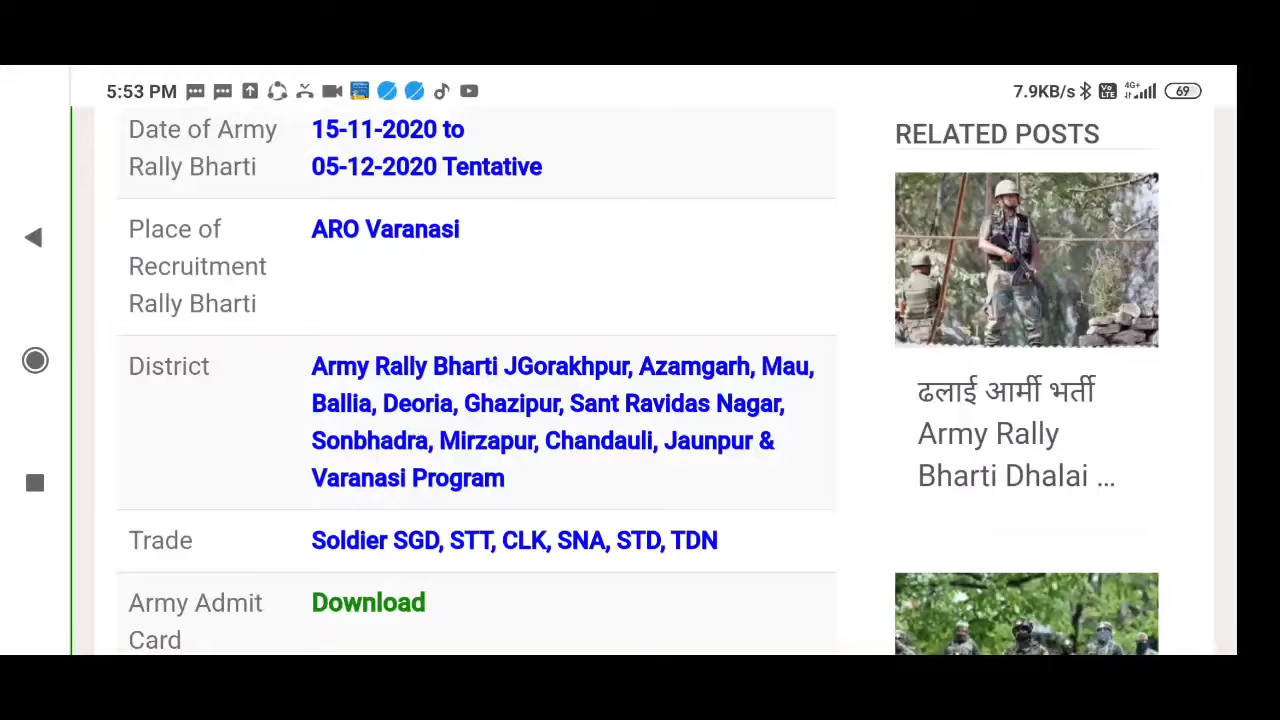 5:53 PM
7.9KB/s
Vo LTE
4G+
69
Date of Army
Rally Bharti
15-11-2020 to
05-12-2020 Tentative
Place of
Recruitment
Rally Bharti
ARO Varanasi
District
Army Rally Bharti JGorakhpur, Azamgarh, Mau,
Ballia, Deoria, Ghazipur, Sant Ravidas Nagar,
Sonbhadra, Mirzapur, Chandauli, Jaunpur &
Varanasi Program
Trade
Soldier SGD, STT, CLK, SNA, STD, TDN
Army Admit
Card
Download
RELATED POSTS
ढलाई आर्मी भर्ती
Army Rally
Bharti Dhalai ...